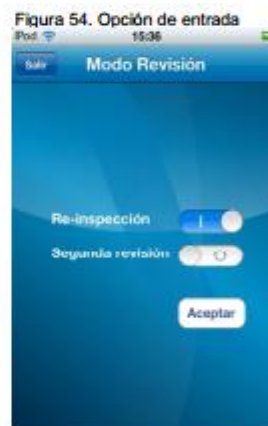 Figura 54. Opción de entrada
iPod 15:36
Salir Modo Revisión
Re-inspección
Segunda revisión
Aceptar